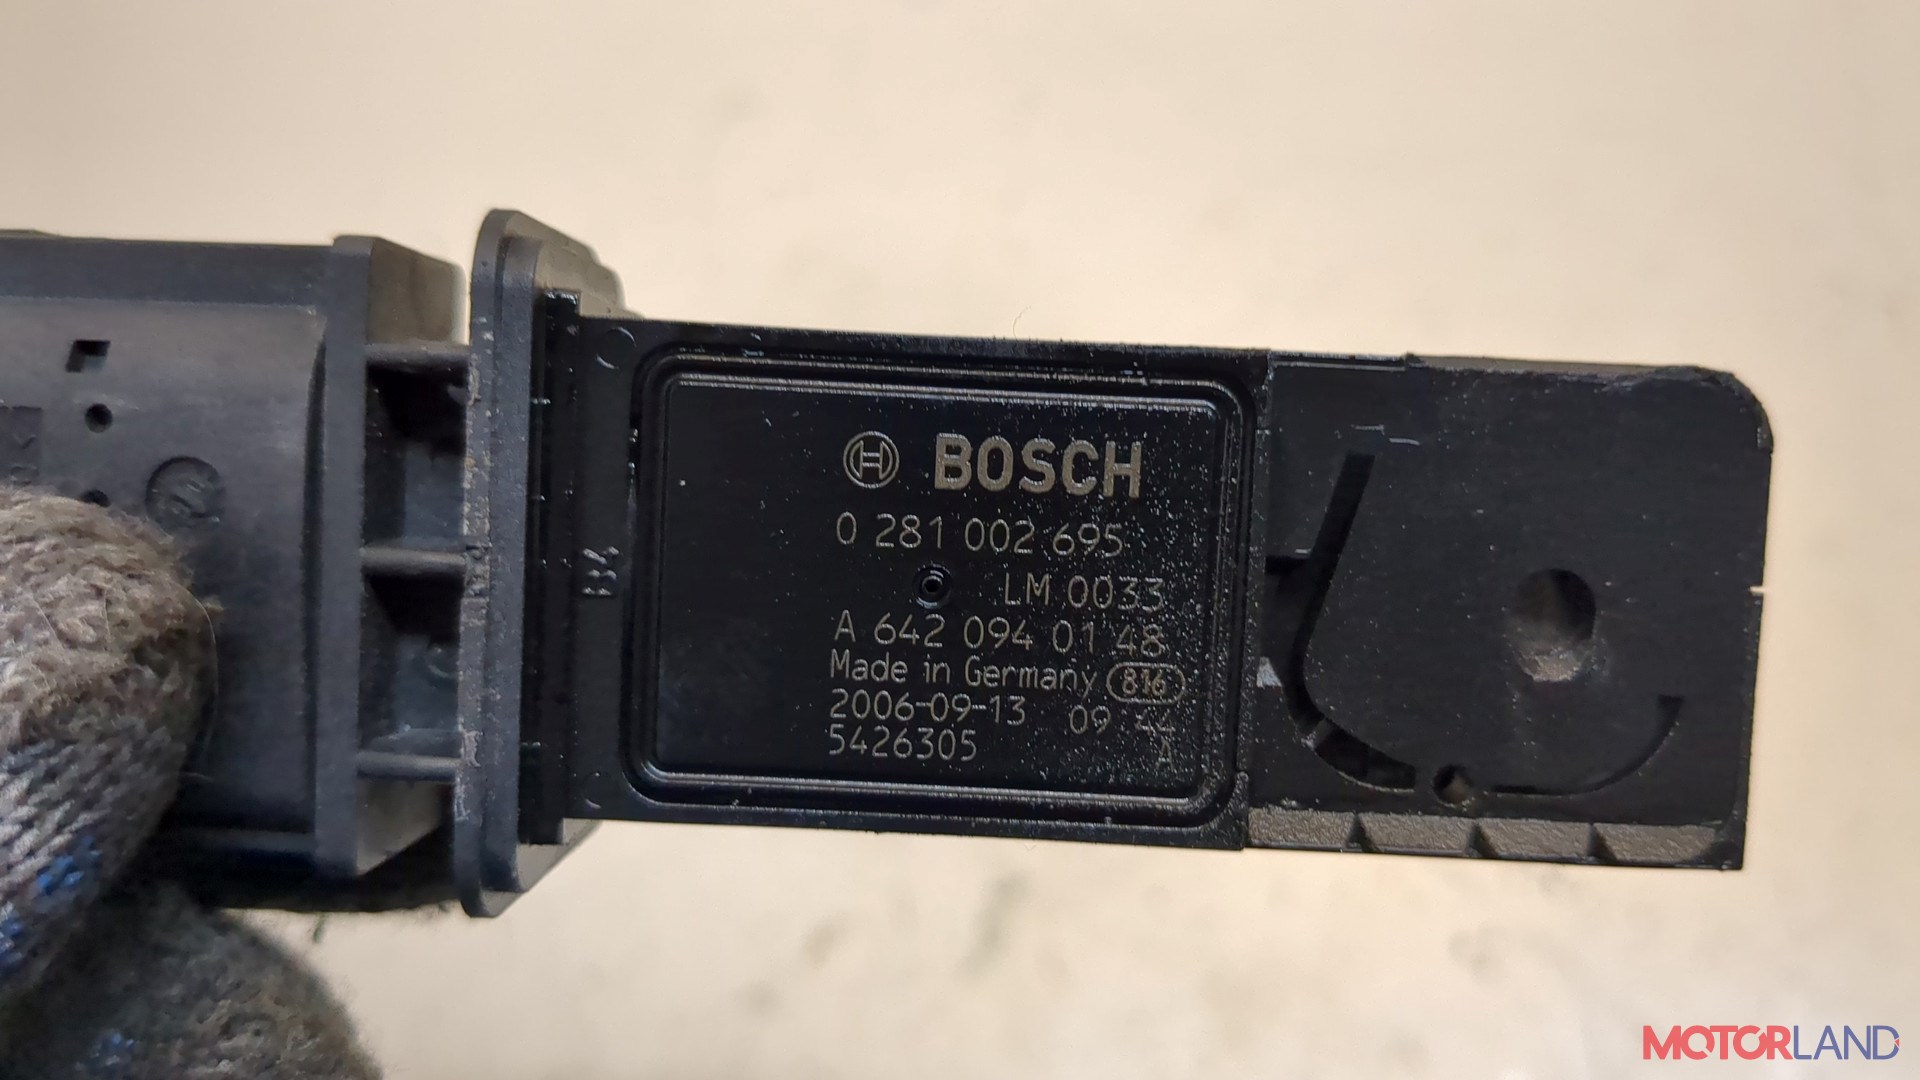 BOSCH
0 281 002 695
LM 0033
A 642 094 01 48
Made in Germany 816
2006-09-13 09 44
5426305 A
B4
MOTORLAND